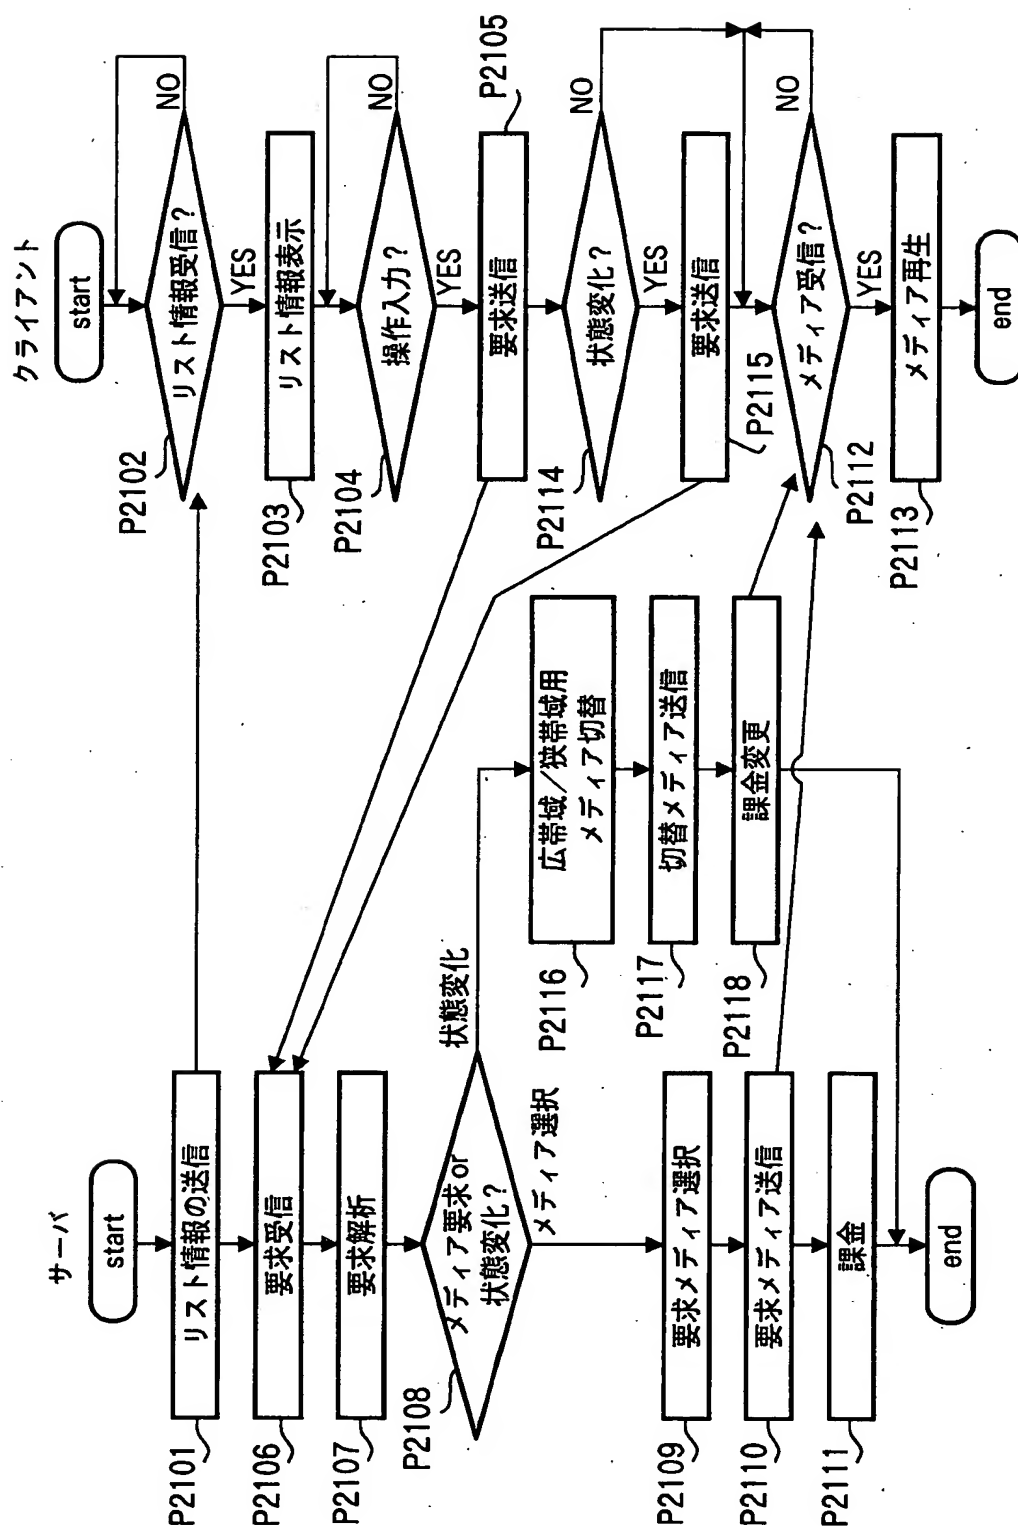 サーバ
start
P2101
リスト情報の送信
P2106
要求受信
P2107
要求解析
P2108
メディア要求or
状態変化?
状態変化
メディア選択
P2109
要求メディア選択
P2110
要求メディア送信
P2111
課金
end
P2116
広帯域/狭帯域用
メディア切替
P2117
切替メディア送信
P2118
課金変更
クライアント
start
P2102
リスト情報受信?
NO
YES
P2103
リスト情報表示
P2104
操作入力?
NO
YES
P2105
要求送信
P2114
状態変化?
NO
YES
P2115
要求送信
P2112
メディア受信?
NO
YES
P2113
メディア再生
end